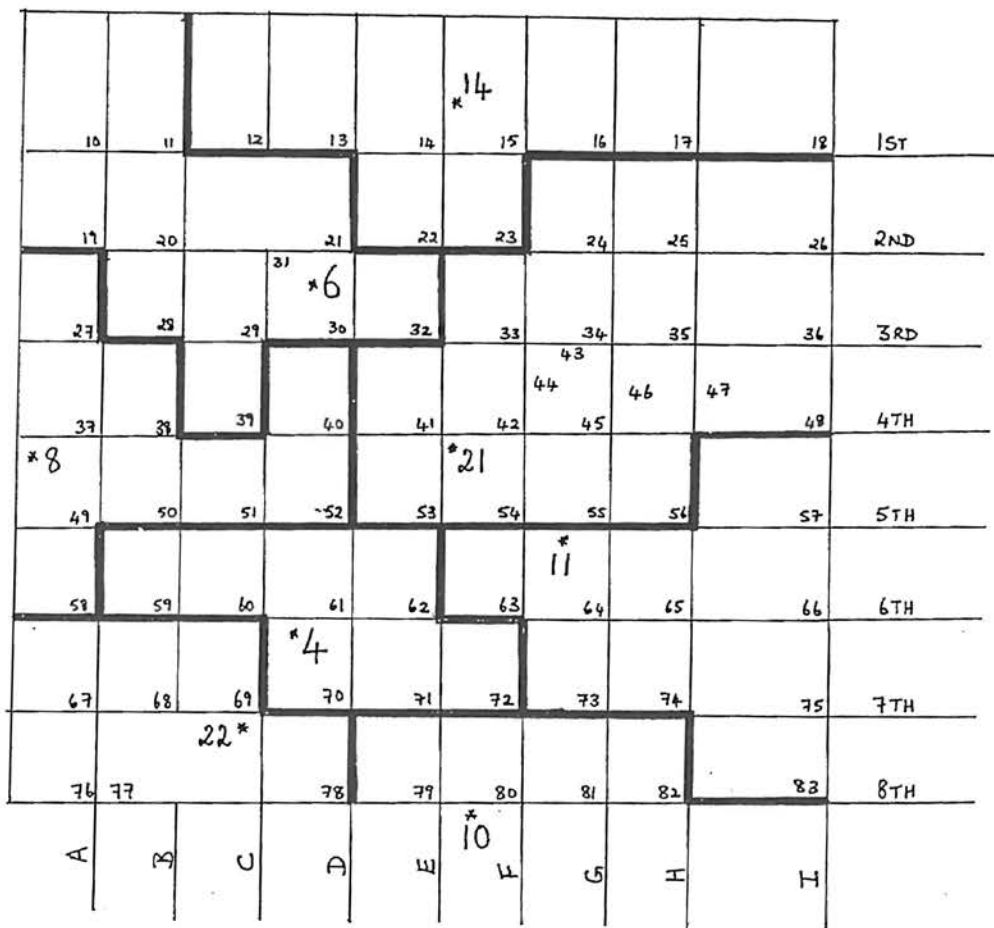 *14
10 11 12 13 14 15 16 17 18 1ST
19 20 21 22 23 24 25 26 2ND
31 *6
27 28 29 30 32 33 34 35 36 3RD
43
44 46 47
37 38 39 40 41 42 45 48 4TH
*8 *21
49 50 51 52 53 54 55 56 57 5TH
*
11
58 59 60 61 62 63 64 65 66 6TH
*4
67 68 69 70 71 72 73 74 75 7TH
22*
76 77 78 79 80 81 82 83 8TH
*
10
A B C D E F G H I